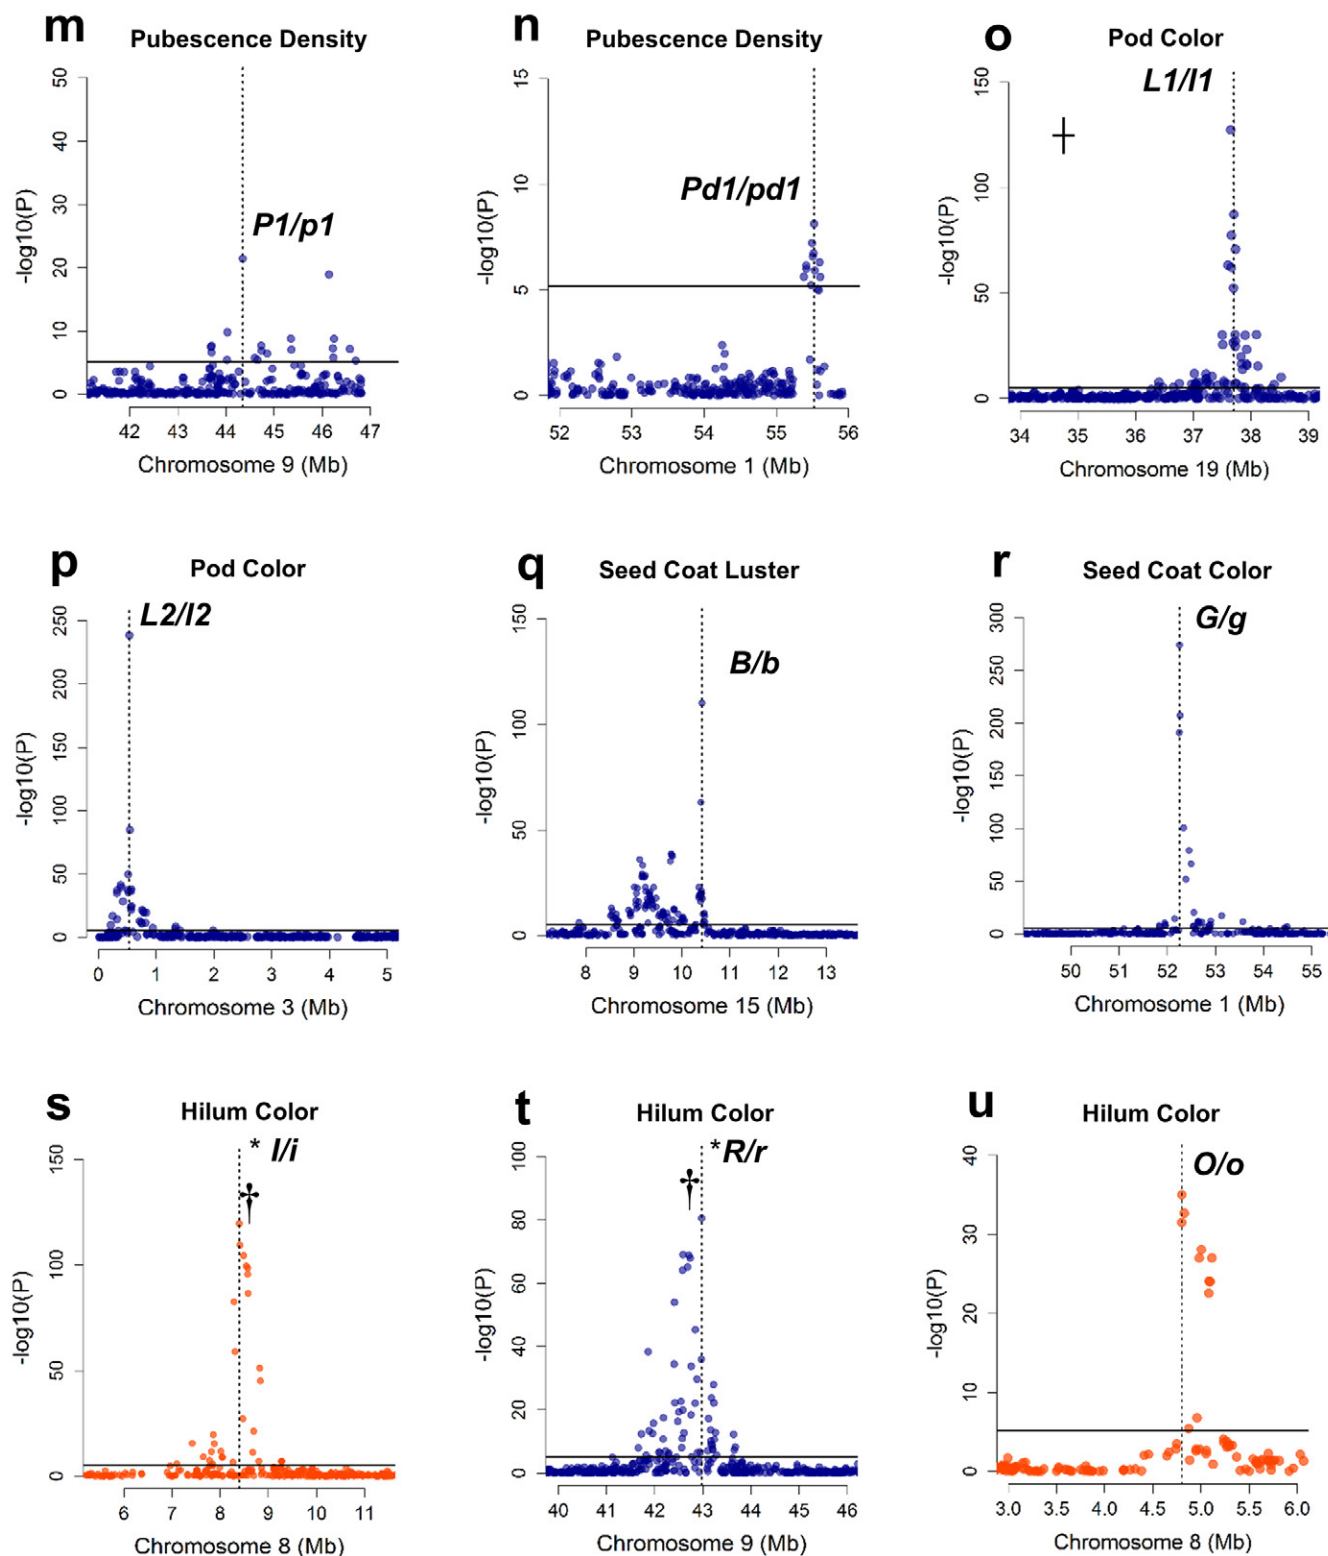 m
Pubescence Density
50
40
30
20
10
0
-log10(P)
P1/p1
42 43 44 45 46 47
Chromosome 9 (Mb)
n
Pubescence Density
15
10
5
0
-log10(P)
Pd1/pd1
52 53 54 55 56
Chromosome 1 (Mb)
o
Pod Color
150
100
50
0
-log10(P)
L1/l1
†
34 35 36 37 38 39
Chromosome 19 (Mb)
p
Pod Color
250
200
150
100
50
0
-log10(P)
L2/l2
0 1 2 3 4 5
Chromosome 3 (Mb)
q
Seed Coat Luster
150
100
50
0
-log10(P)
B/b
8 9 10 11 12 13
Chromosome 15 (Mb)
r
Seed Coat Color
300
250
200
150
100
50
0
-log10(P)
G/g
50 51 52 53 54 55
Chromosome 1 (Mb)
s
Hilum Color
150
100
50
0
-log10(P)
* I/i
†
6 7 8 9 10 11
Chromosome 8 (Mb)
t
Hilum Color
100
80
60
40
20
0
-log10(P)
*R/r
†
40 41 42 43 44 45 46
Chromosome 9 (Mb)
u
Hilum Color
40
30
20
10
0
-log10(P)
O/o
3.0 3.5 4.0 4.5 5.0 5.5 6.0
Chromosome 8 (Mb)